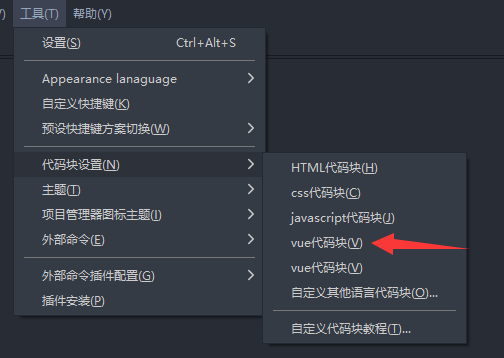 V) 工具(T) 帮助(Y)
设置(S) Ctrl+Alt+S
Appearance lanaguage
自定义快捷键(K)
预设快捷键方案切换(W)
代码块设置(N)
主题(T)
项目管理器图标主题(I)
外部命令(E)
外部命令插件配置(G)
插件安装(P)
HTML代码块(H)
css代码块(C)
javascript代码块(J)
vue代码块(V)
vue代码块(V)
自定义其他语言代码块(O)...
自定义代码块教程(T)...